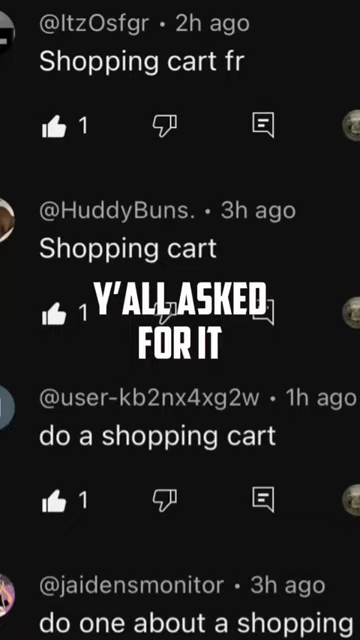 @ItzOsfgr • 2h ago
Shopping cart fr
1
@HuddyBuns. • 3h ago
Shopping cart
1
Y'ALL ASKED
FOR IT
@user-kb2nx4xg2w • 1h ago
do a shopping cart
1
@jaidensmonitor • 3h ago
do one about a shopping